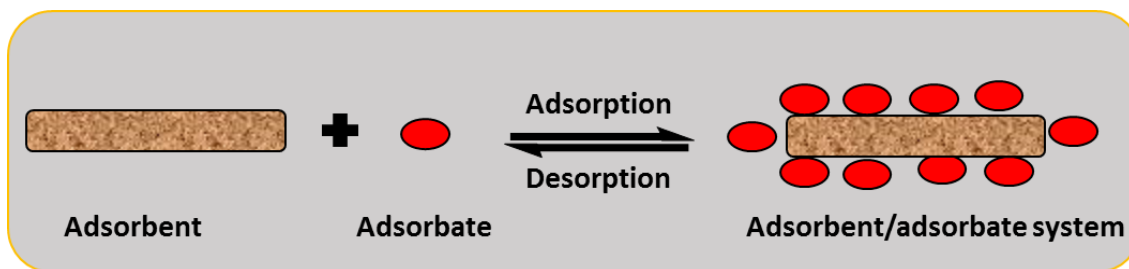 Adsorption
Desorption
Adsorbent
Adsorbate
Adsorbent/adsorbate system